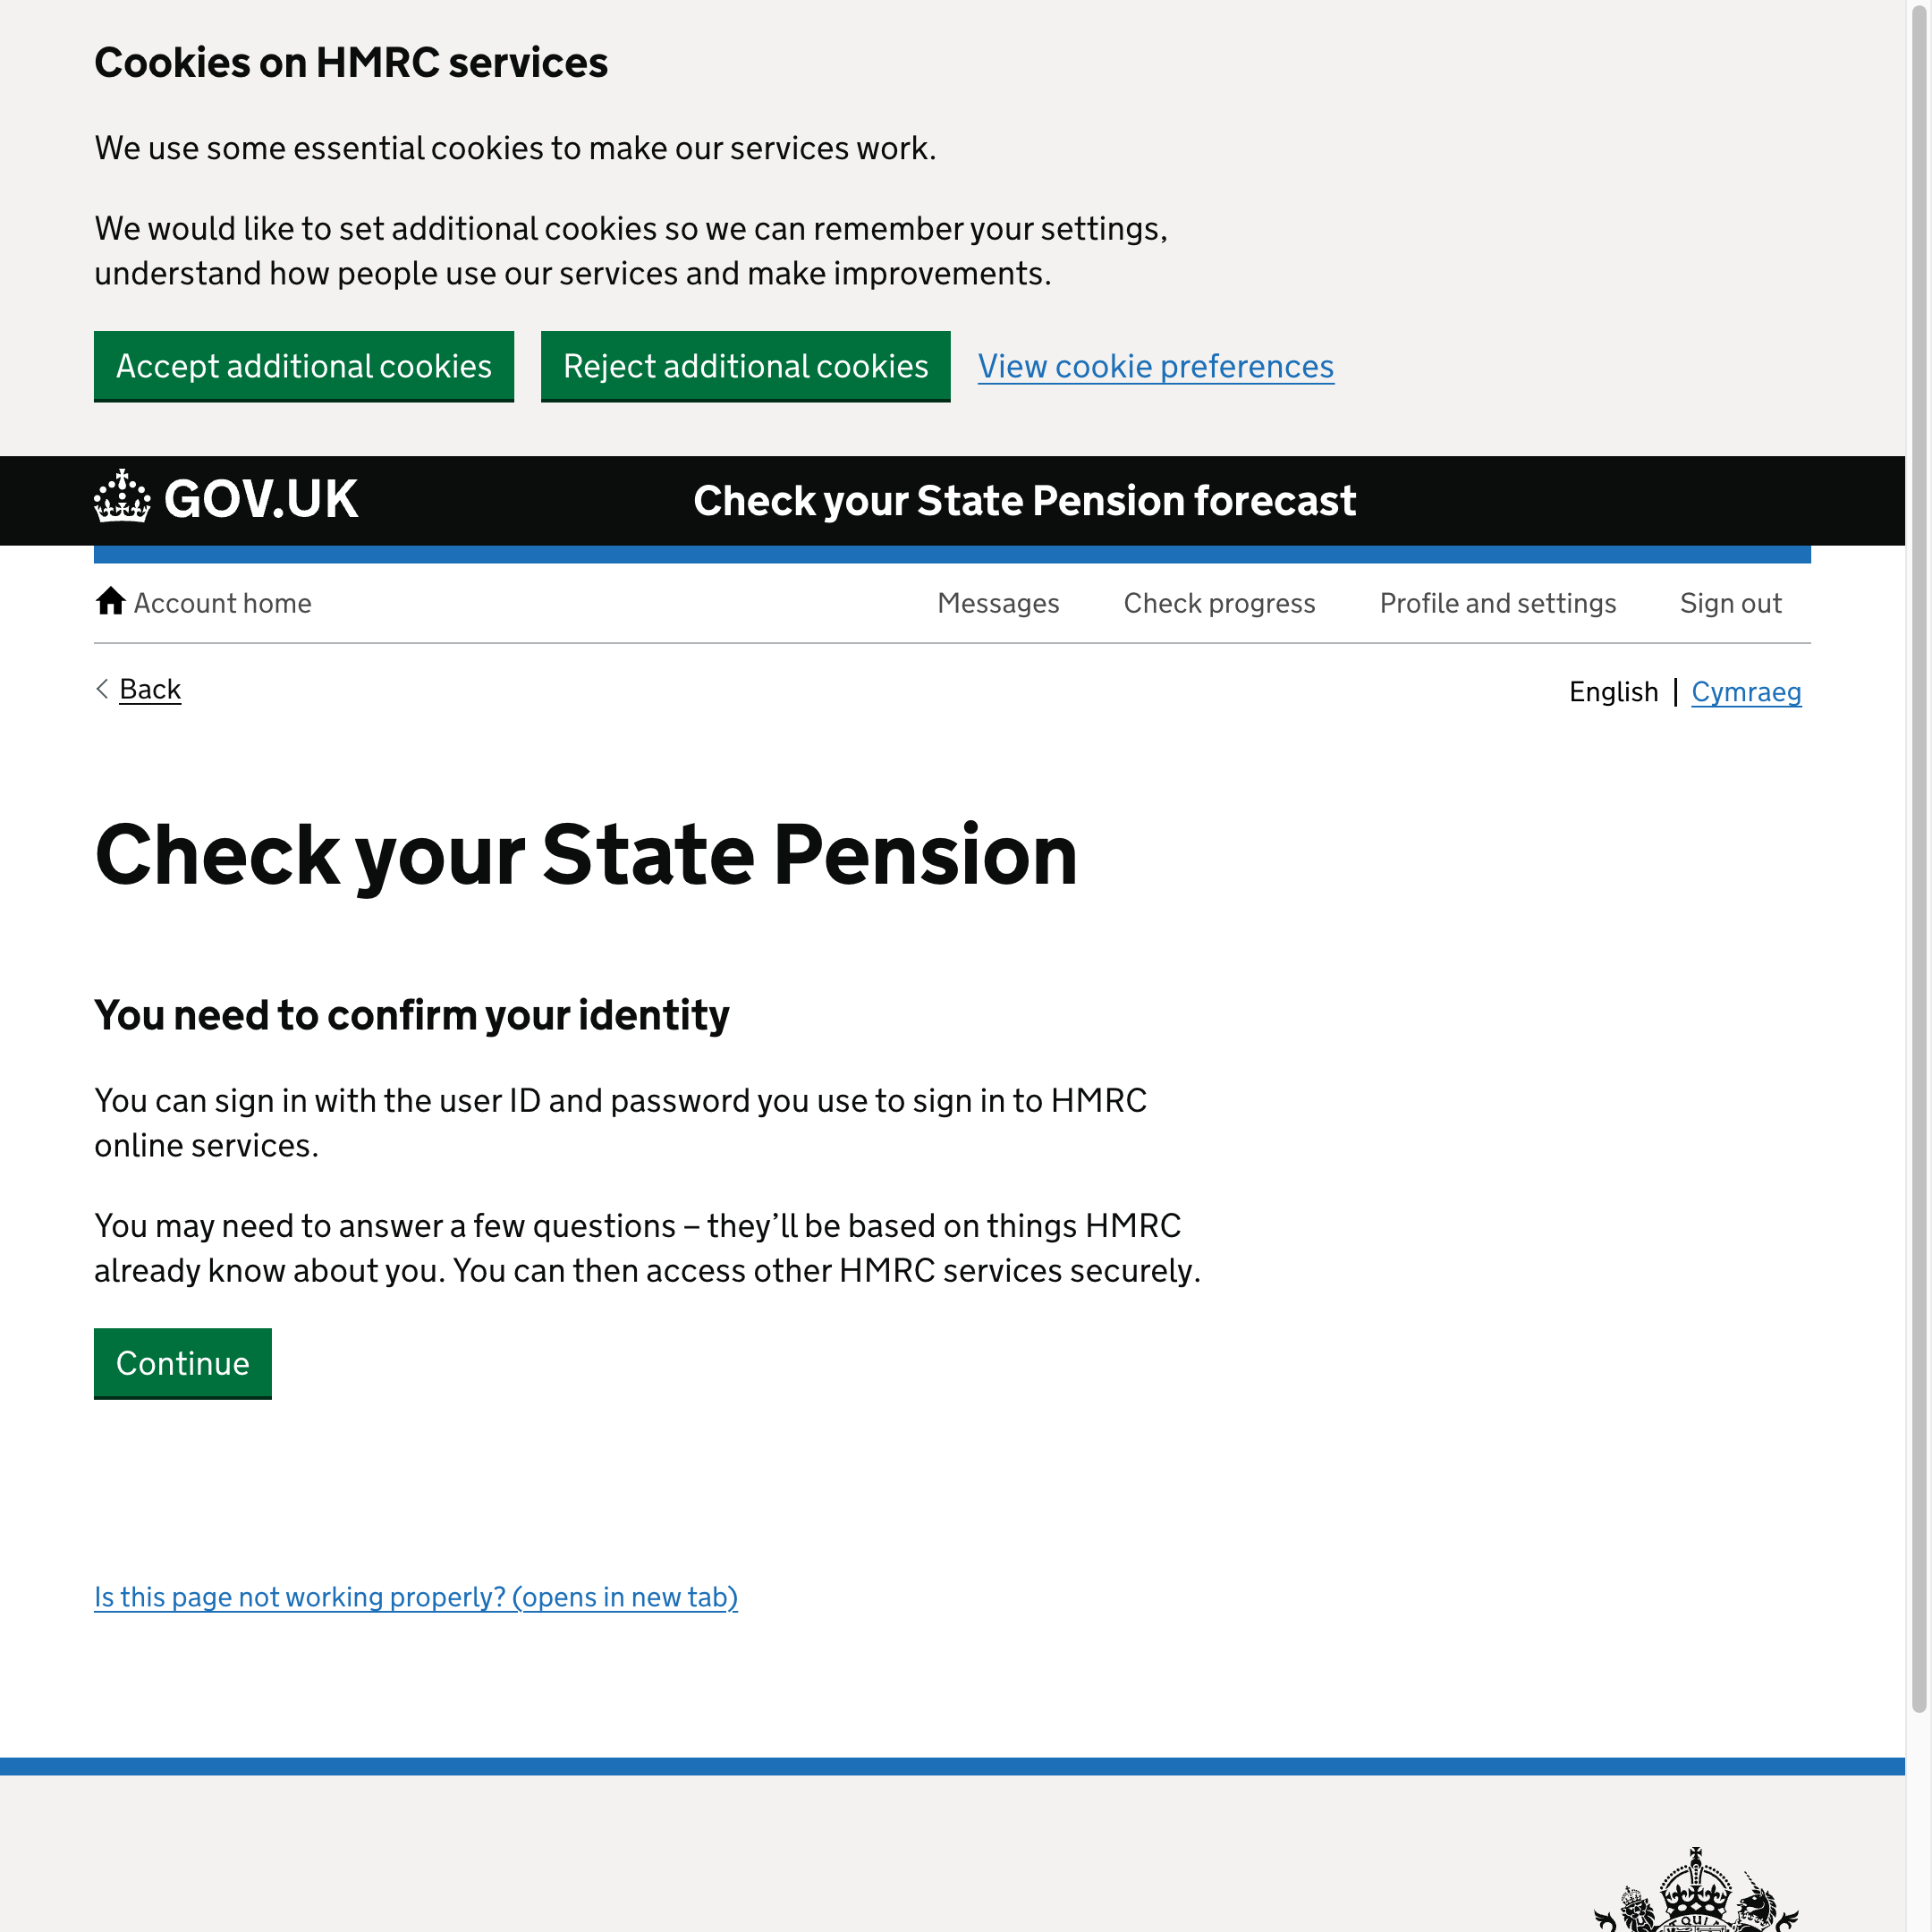 Cookies on HMRC services
We use some essential cookies to make our services work.
We would like to set additional cookies so we can remember your settings,
understand how people use our services and make improvements.
Accept additional cookies
Reject additional cookies
View cookie preferences
GOV.UK
Check your State Pension forecast
Account home
Messages
Check progress
Profile and settings
Sign out
Back
English
Cymraeg
Check your State Pension
You need to confirm your identity
You can sign in with the user ID and password you use to sign in to HMRC
online services.
You may need to answer a few questions – they’ll be based on things HMRC
already know about you. You can then access other HMRC services securely.
Continue
Is this page not working properly? (opens in new tab)